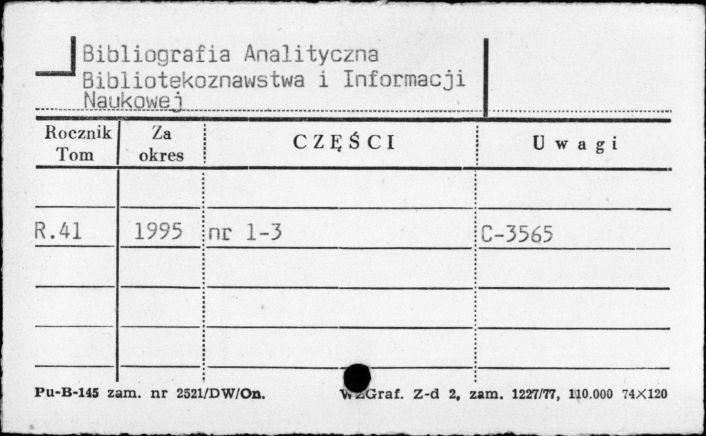 Bibliografia Analityczna
Bibliotekoznawstwa i Informacji
Naukowej
Rocznik Tom Za okres CZĘŚCI Uwagi
R.41 1995 nr 1-3 C-3565
Pu-B-145 zam. nr 2521/DW/On. WZGraf. Z-d 2, zam. 1227/77, 110.000 74×120